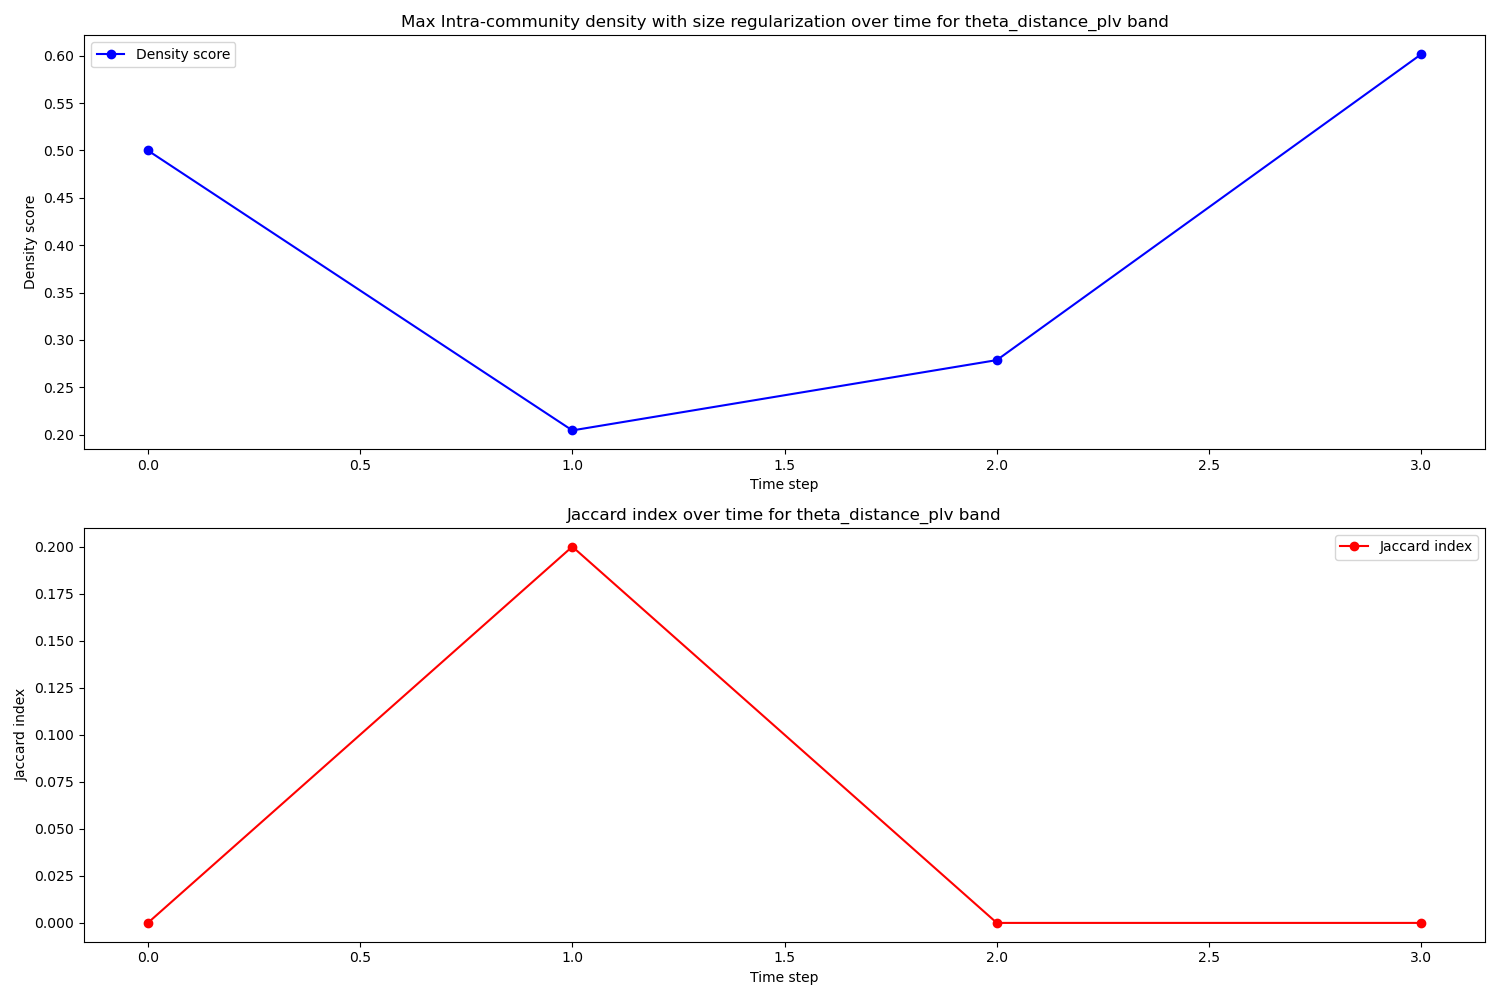 Max Intra-community density with size regularization over time for theta_distance_plv band
Density score
0.60
0.55
0.50
0.45
0.40
0.35
0.30
0.25
0.20
Density score
0.0 0.5 1.0 1.5 2.0 2.5 3.0
Time step
Jaccard index over time for theta_distance_plv band
Jaccard index
0.200
0.175
0.150
0.125
0.100
0.075
0.050
0.025
0.000
Jaccard index
0.0 0.5 1.0 1.5 2.0 2.5 3.0
Time step